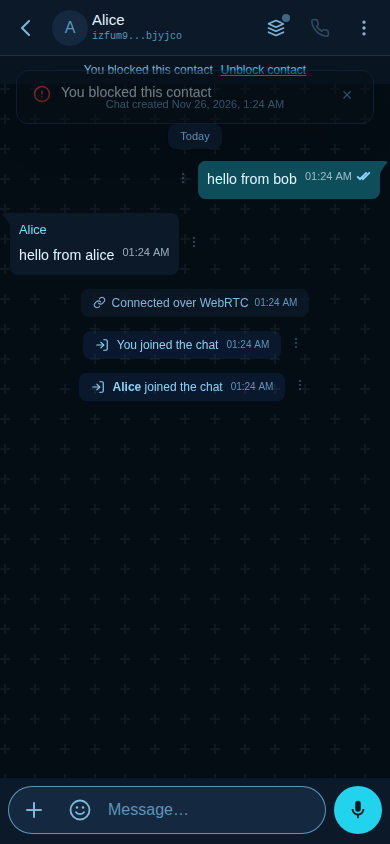 Alice
A
izfum9...bjyjco
You blocked this contact Unblock contact
You blocked this contact
Chat created Nov 26, 2026, 1:24 AM
Today
hello from bob 01:24 AM
Alice
hello from alice 01:24 AM
Connected over WebRTC 01:24 AM
You joined the chat 01:24 AM
Alice joined the chat 01:24 AM
Message…